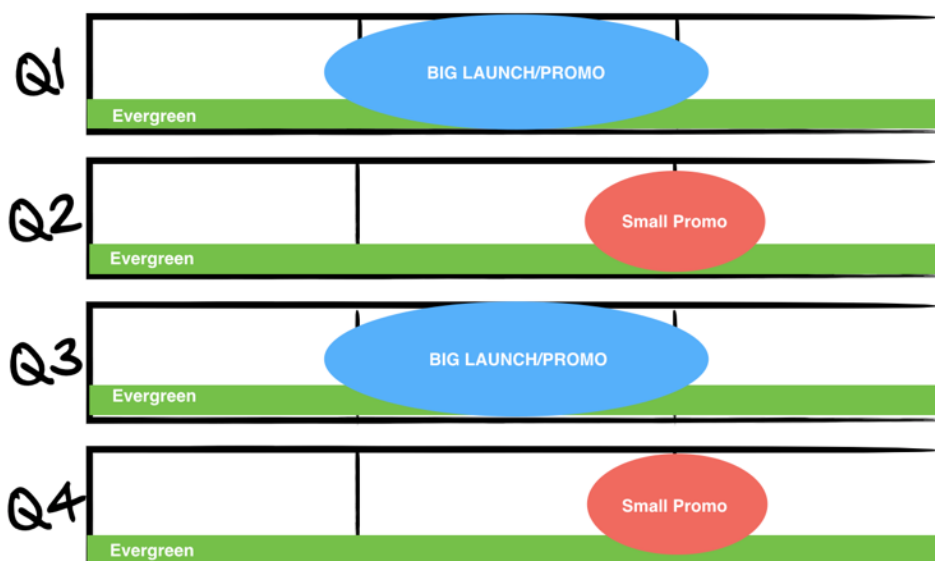 Q1
BIG LAUNCH/PROMO
Evergreen
Q2
Small Promo
Evergreen
Q3
BIG LAUNCH/PROMO
Evergreen
Q4
Small Promo
Evergreen